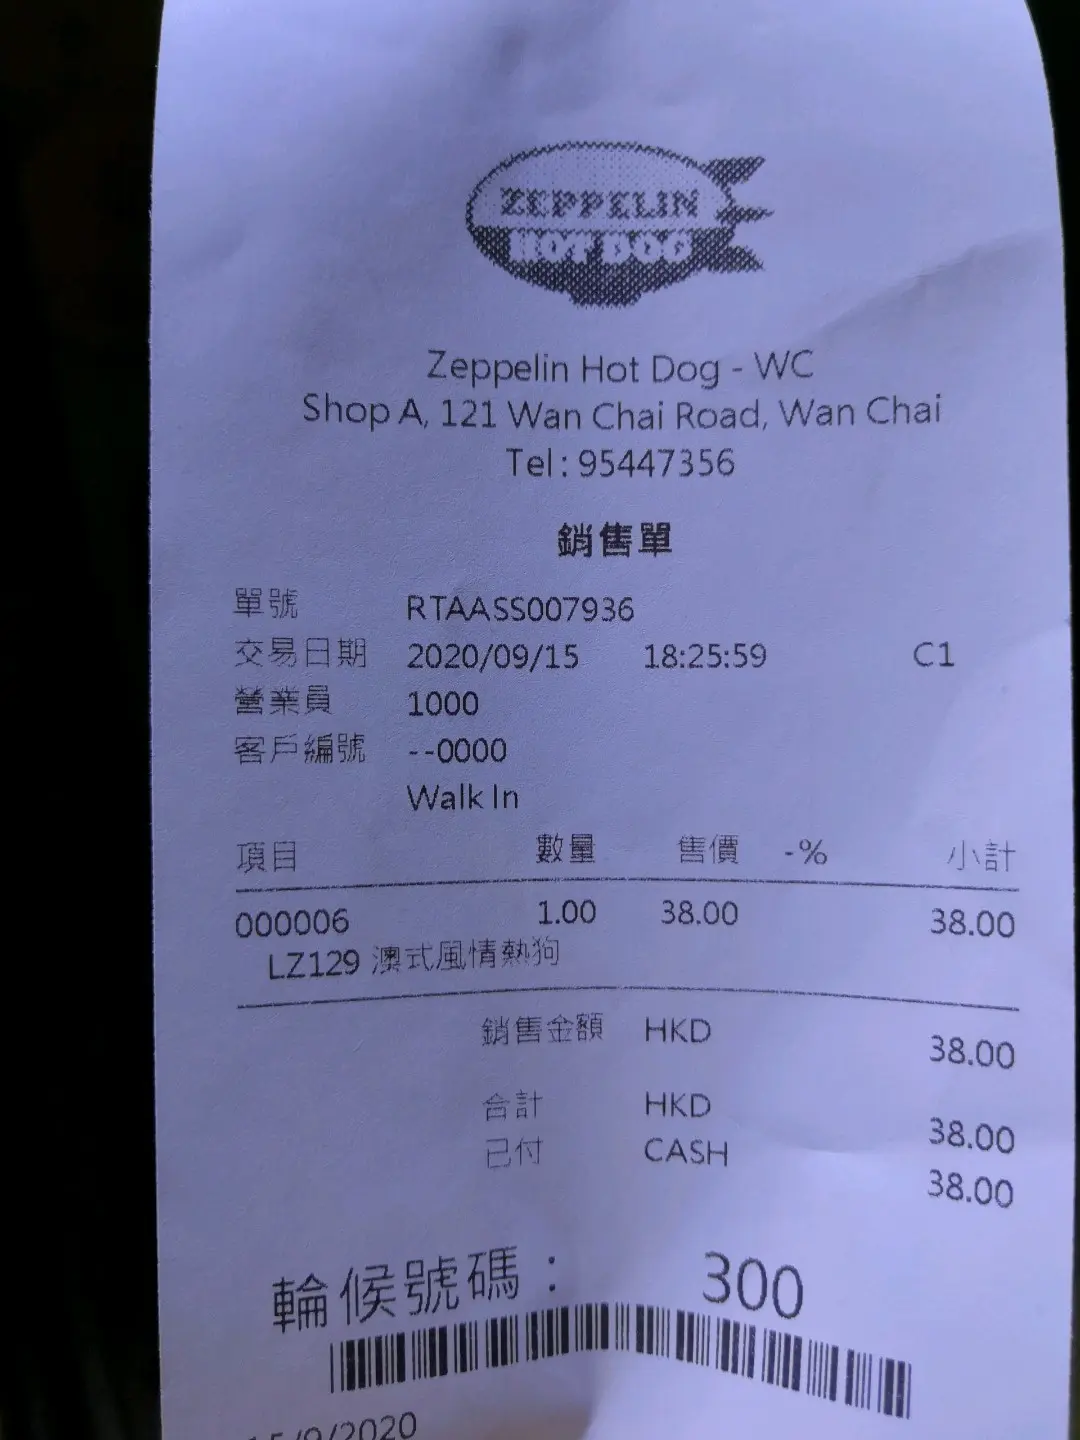 ZEPPELIN
HOT DOG
Zeppelin Hot Dog - WC
Shop A, 121 Wan Chai Road, Wan Chai
Tel : 95447356
銷售單
單號 RTAASS007936
交易日期 2020/09/15 18:25:59 C1
營業員 1000
客戶編號 --0000
Walk In
項目 數量 售價 -% 小計
000006 1.00 38.00 38.00
LZ129 澳式風情熱狗
銷售金額 HKD 38.00
合計 HKD 38.00
已付 CASH 38.00
輪候號碼： 300
15/9/2020